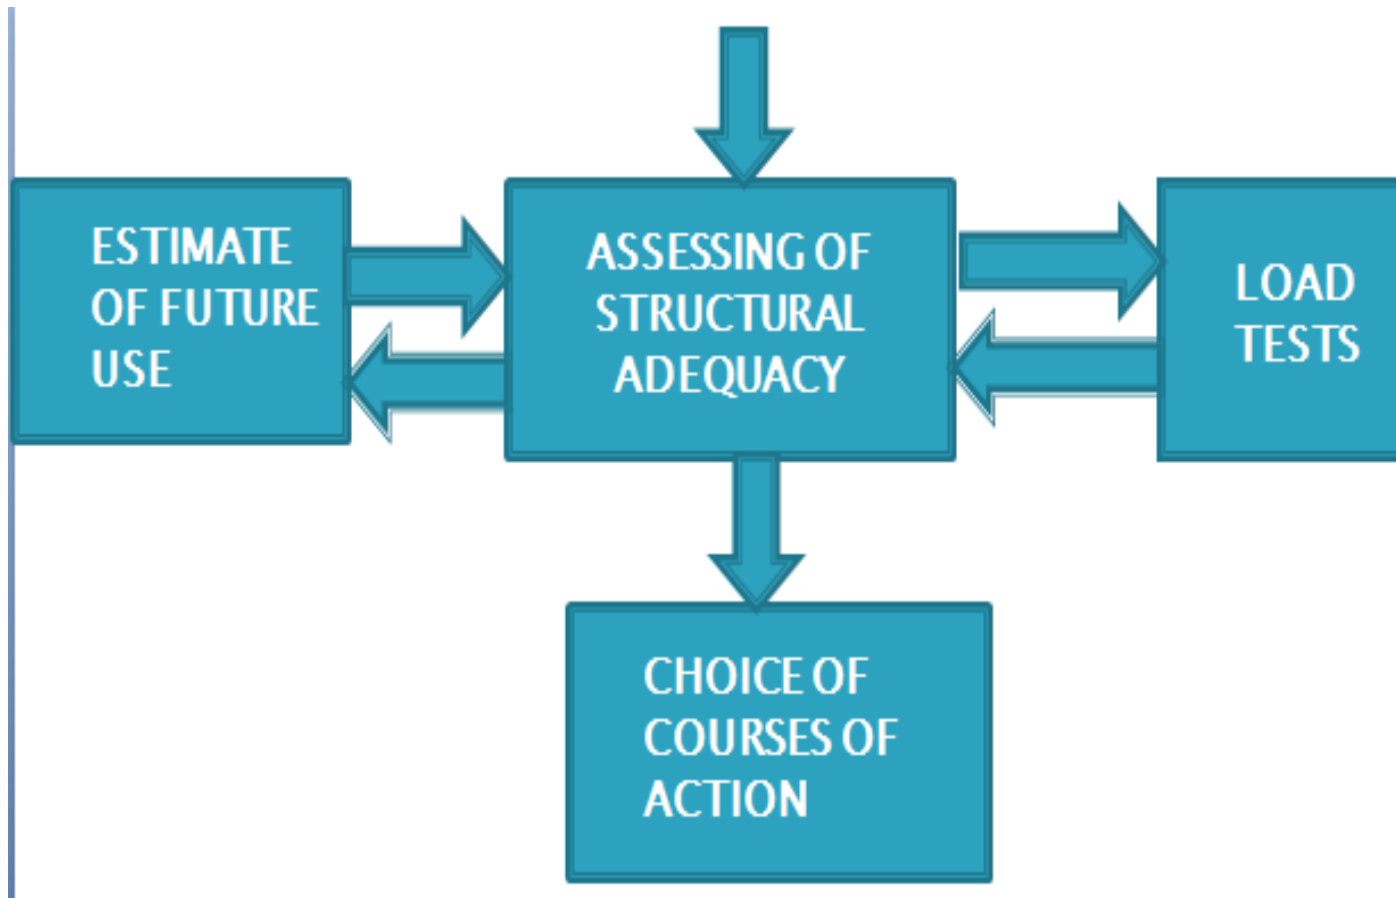 ESTIMATE
OF FUTURE
USE
ASSESSING OF
STRUCTURAL
ADEQUACY
LOAD
TESTS
CHOICE OF
COURSES OF
ACTION